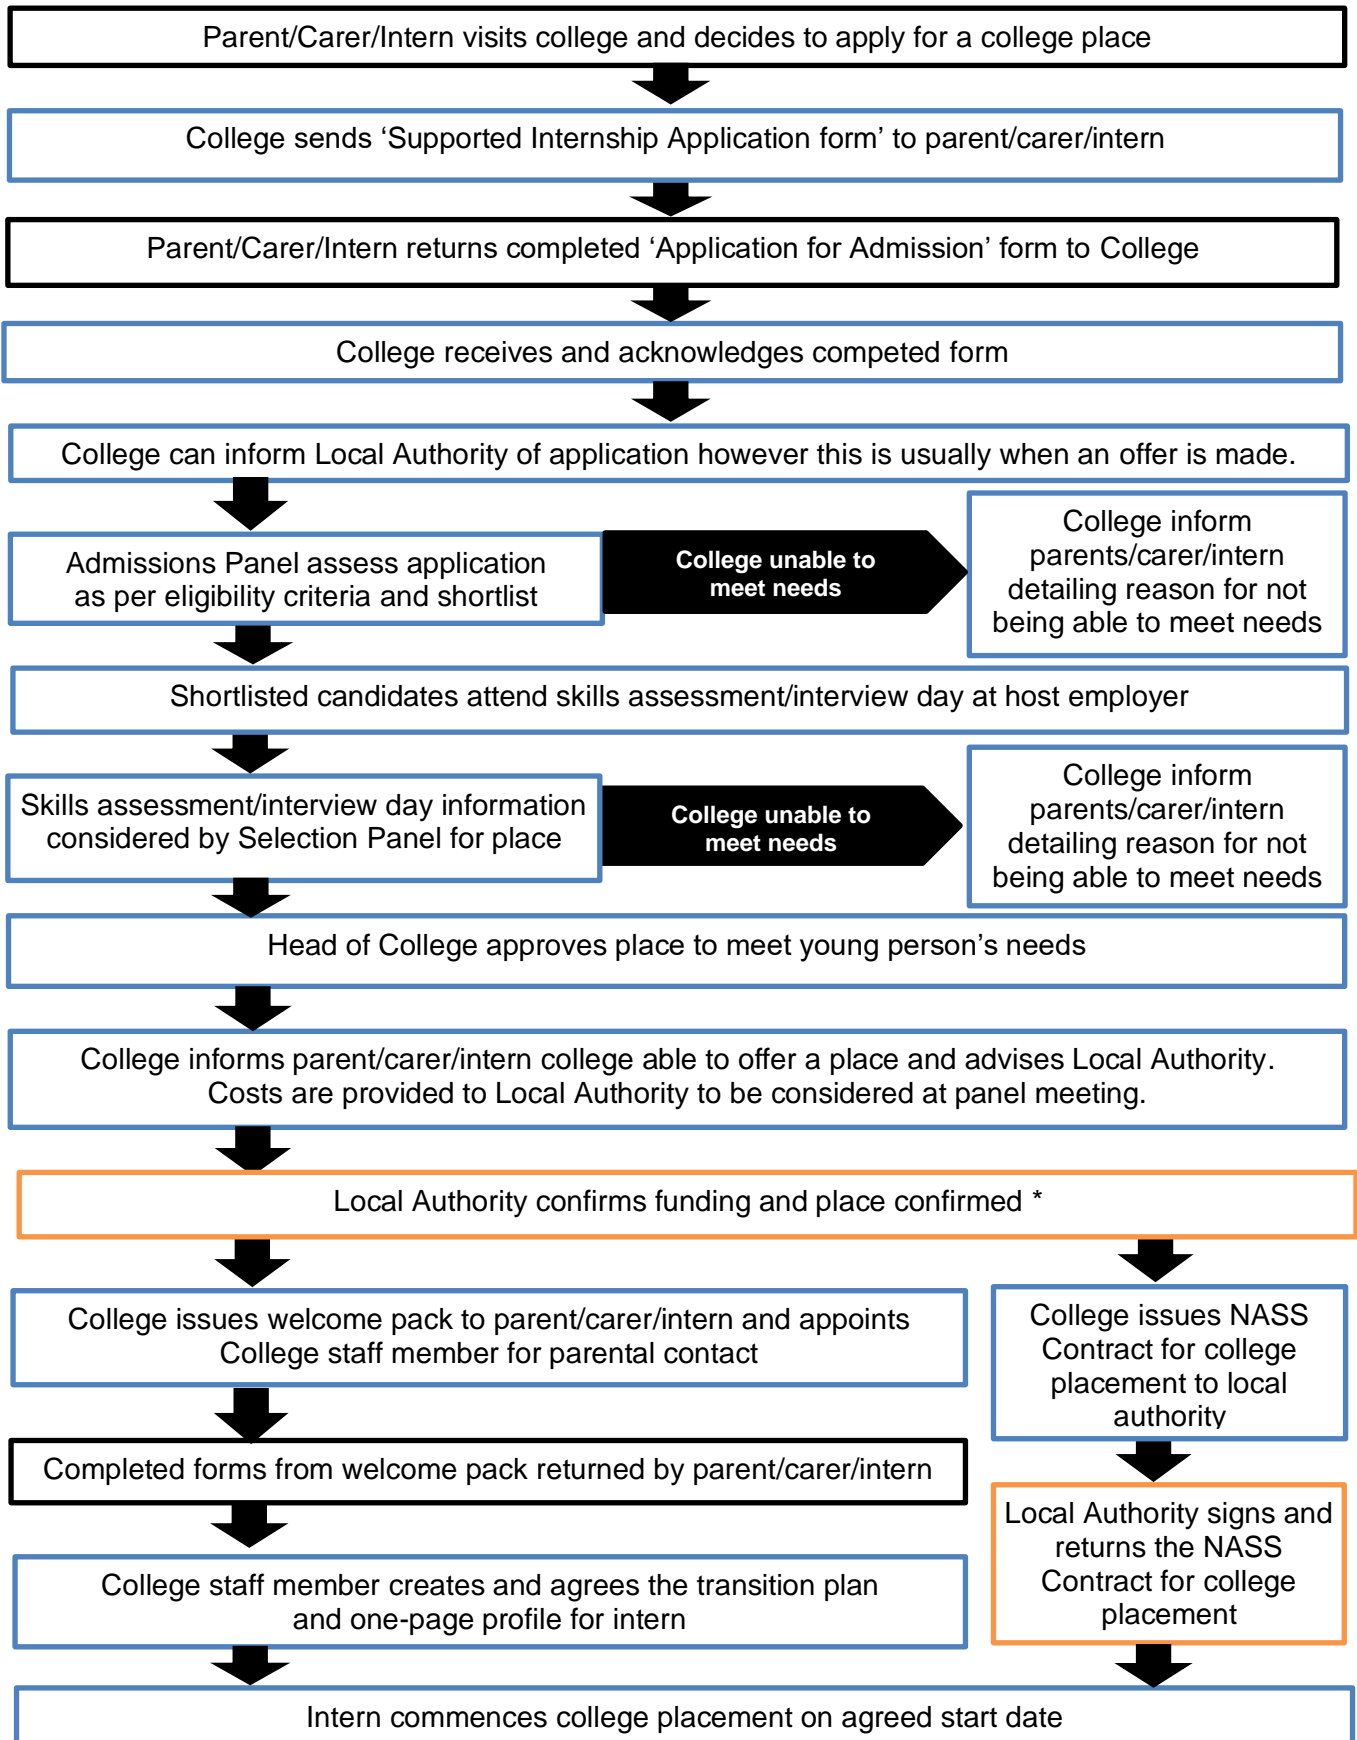 Parent/Carer/Intern visits college and decides to apply for a college place
College sends ‘Supported Internship Application form’ to parent/carer/intern
Parent/Carer/Intern returns completed ‘Application for Admission’ form to College
College receives and acknowledges competed form
College can inform Local Authority of application however this is usually when an offer is made.
Admissions Panel assess application
as per eligibility criteria and shortlist
College unable to
meet needs
College inform
parents/carer/intern
detailing reason for not
being able to meet needs
Shortlisted candidates attend skills assessment/interview day at host employer
Skills assessment/interview day information
considered by Selection Panel for place
College unable to
meet needs
College inform
parents/carer/intern
detailing reason for not
being able to meet needs
Head of College approves place to meet young person’s needs
College informs parent/carer/intern college able to offer a place and advises Local Authority.
Costs are provided to Local Authority to be considered at panel meeting.
Local Authority confirms funding and place confirmed *
College issues welcome pack to parent/carer/intern and appoints
College staff member for parental contact
College issues NASS
Contract for college
placement to local
authority
Completed forms from welcome pack returned by parent/carer/intern
Local Authority signs and
returns the NASS
Contract for college
placement
College staff member creates and agrees the transition plan
and one-page profile for intern
Intern commences college placement on agreed start date